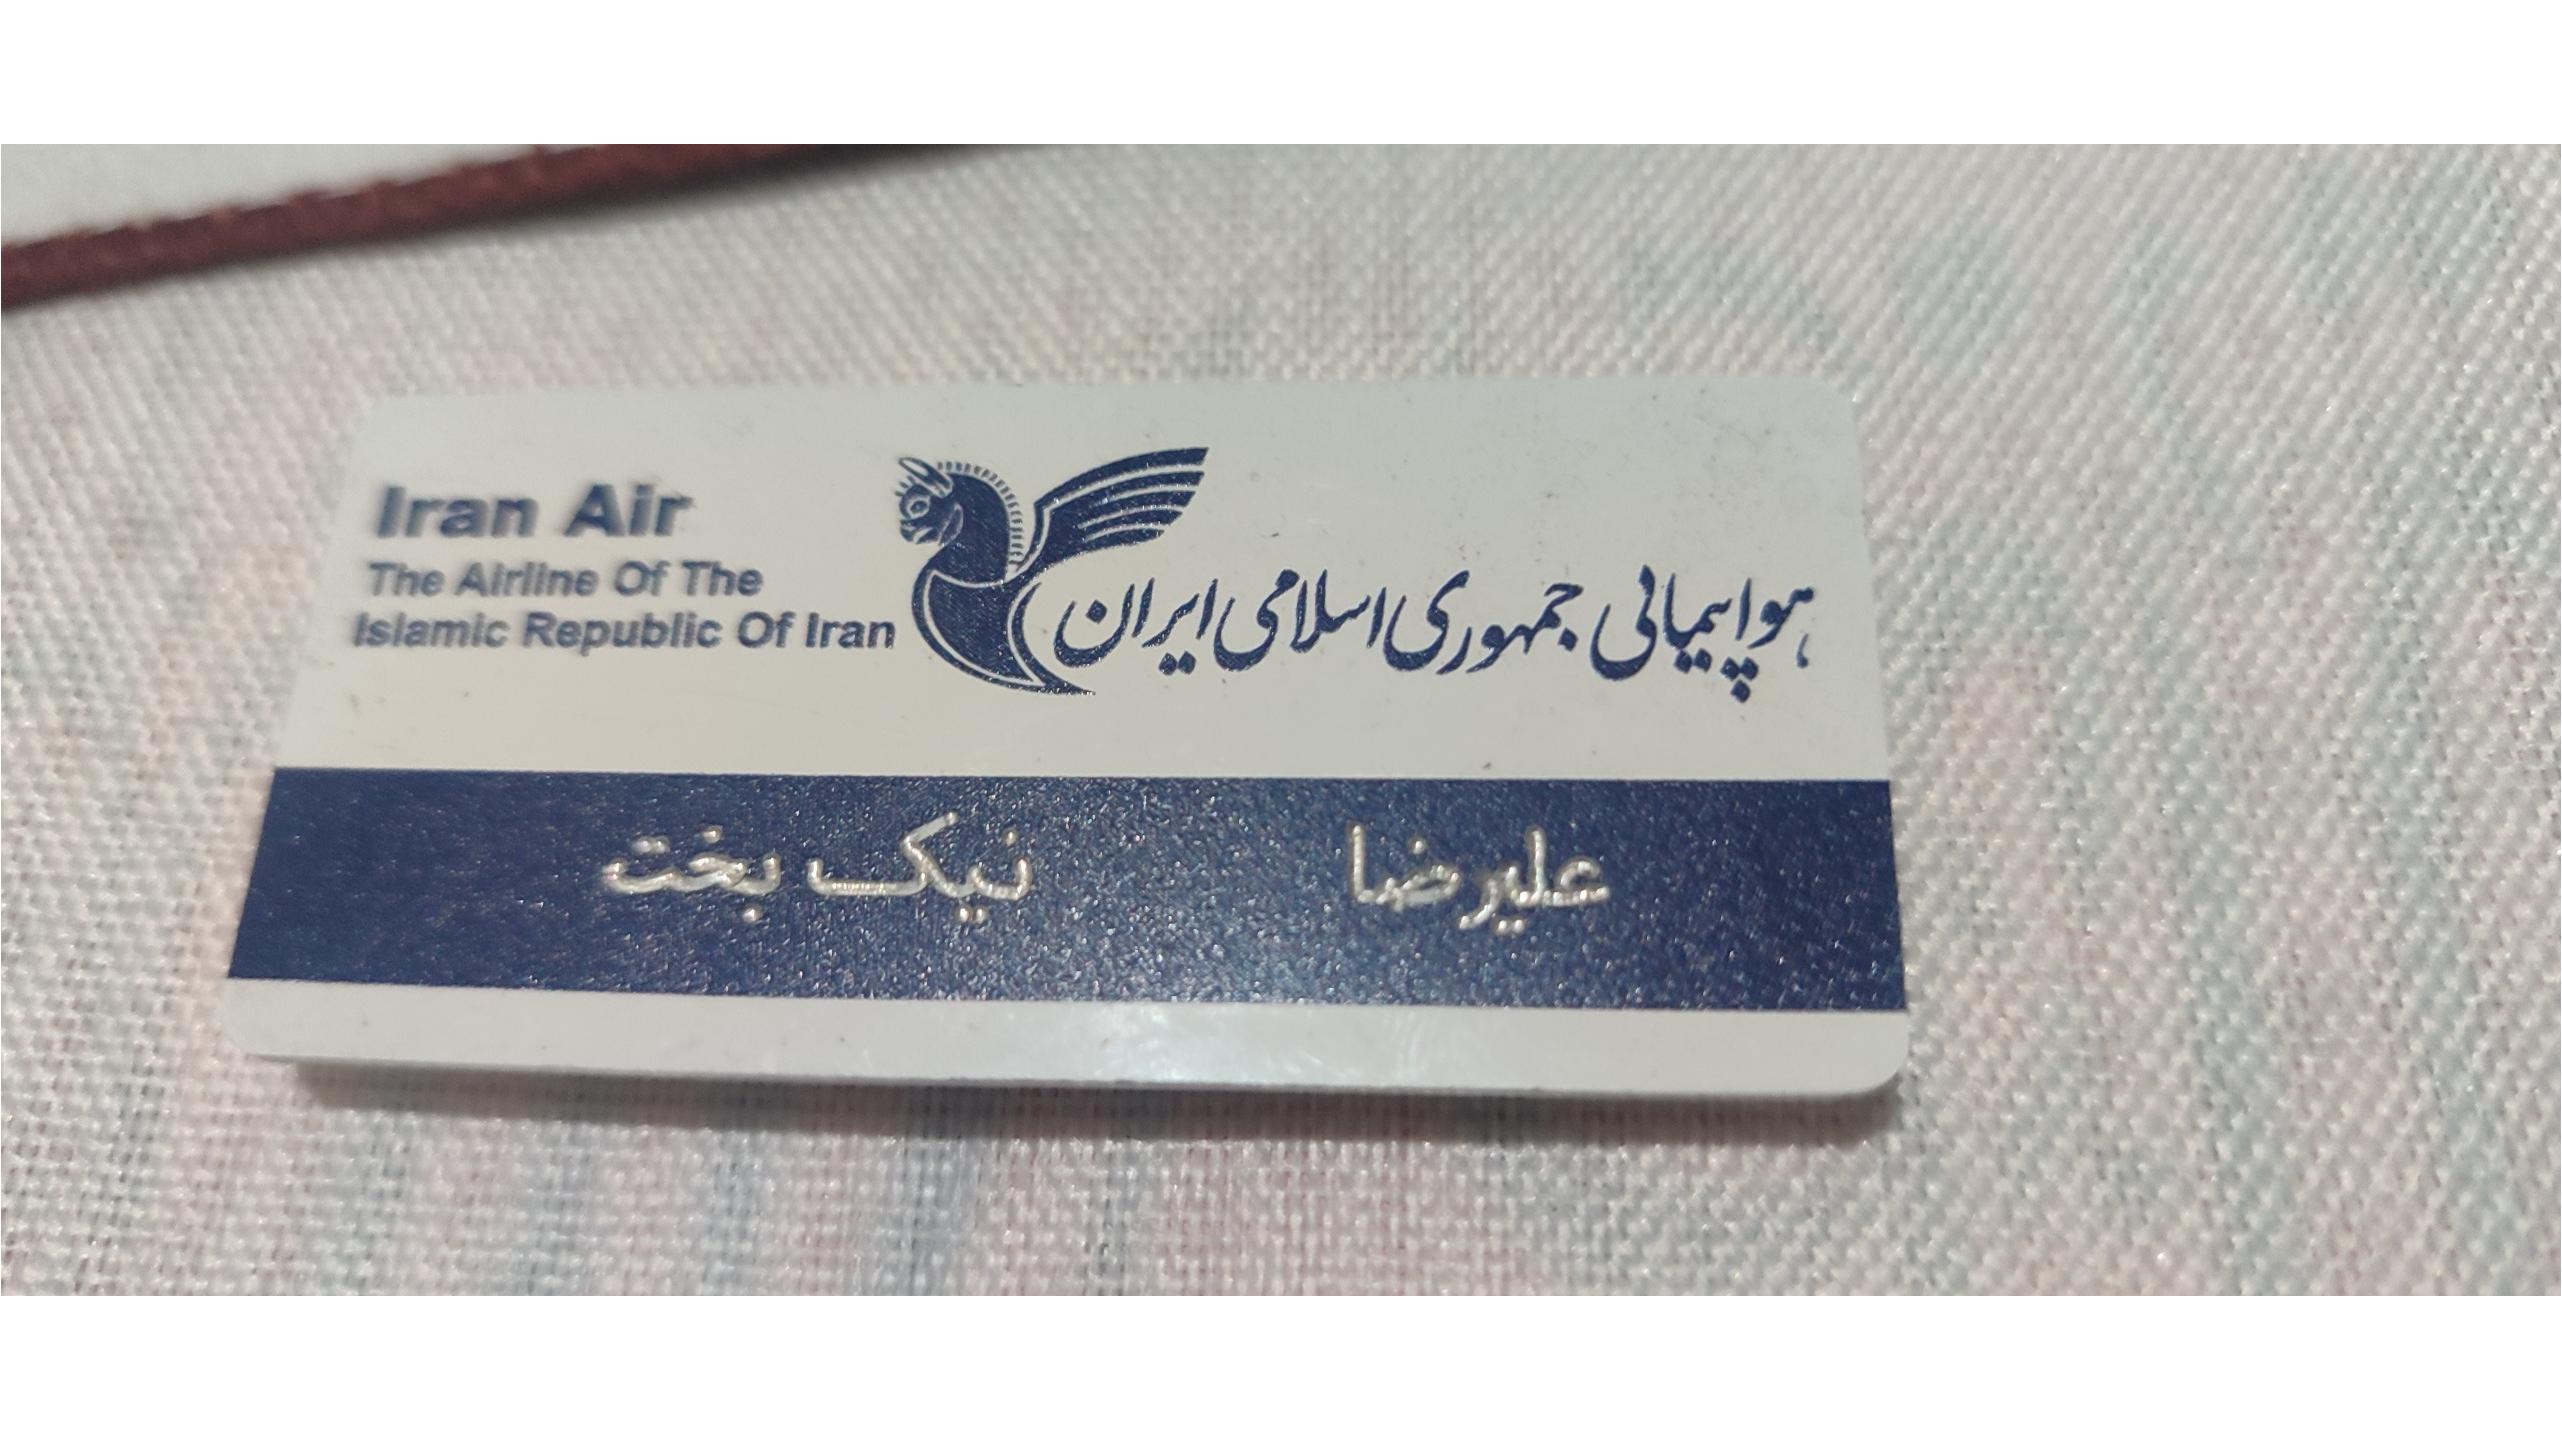 Iran Air
The Airline Of The
Islamic Republic Of Iran
هواپیمائی جمهوری اسلامی ایران
علیرضا نیک بخت